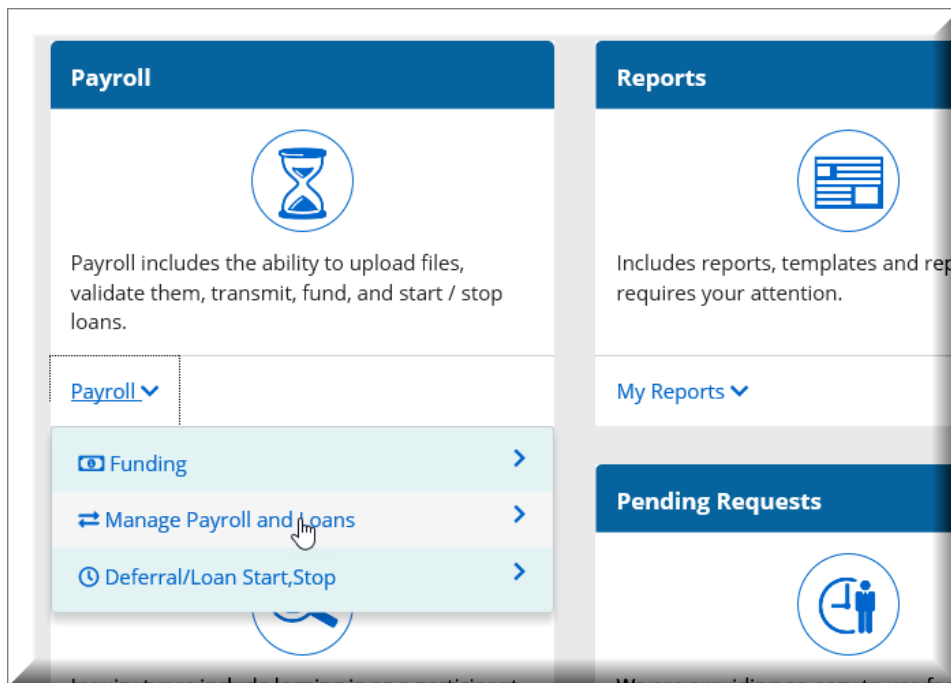 Payroll
Payroll includes the ability to upload files,
validate them, transmit, fund, and start / stop
loans.
Payroll
Funding
Manage Payroll and Loans
Deferral/Loan Start,Stop
Reports
Includes reports, templates and
requires your attention.
My Reports
Pending Requests